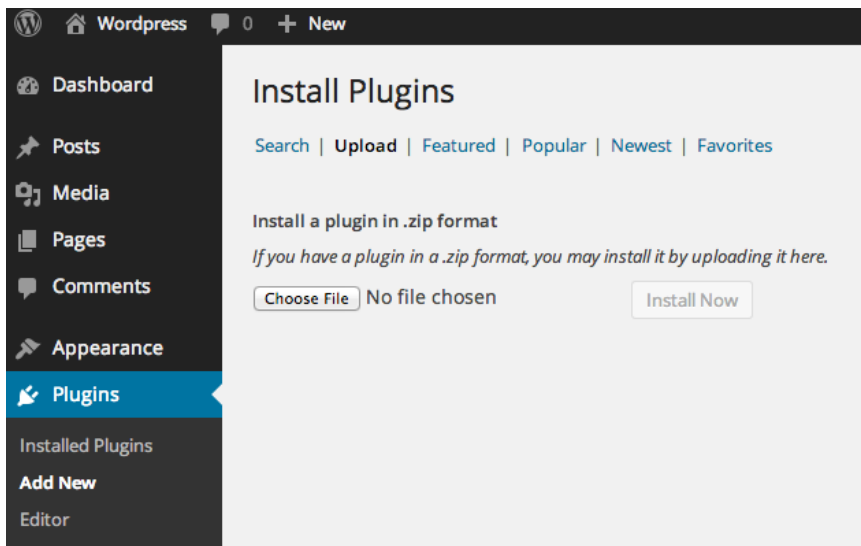 Wordpress 0 + New
Dashboard
Posts
Media
Pages
Comments
Appearance
Plugins
Installed Plugins
Add New
Editor
Install Plugins
Search | Upload | Featured | Popular | Newest | Favorites
Install a plugin in .zip format
If you have a plugin in a .zip format, you may install it by uploading it here.
Choose File No file chosen Install Now